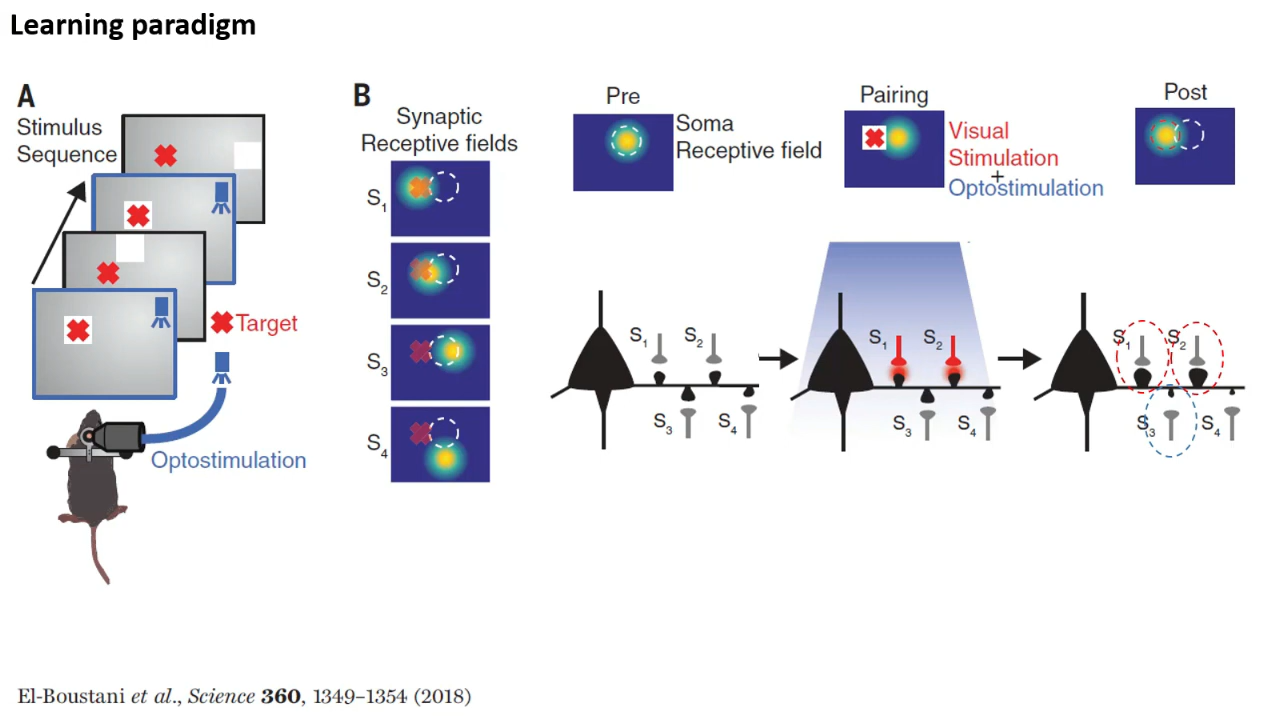 Learning paradigm
A
Stimulus
Sequence
Target
Optostimulation
B
Synaptic
Receptive fields
S1
S2
S3
S4
Pre
Soma
Receptive field
Pairing
Visual
Stimulation
+
Optostimulation
Post
S1 S2
S3 S4
S1 S2
S3 S4
S1 S2
S3 S4
El-Boustani et al., Science 360, 1349–1354 (2018)